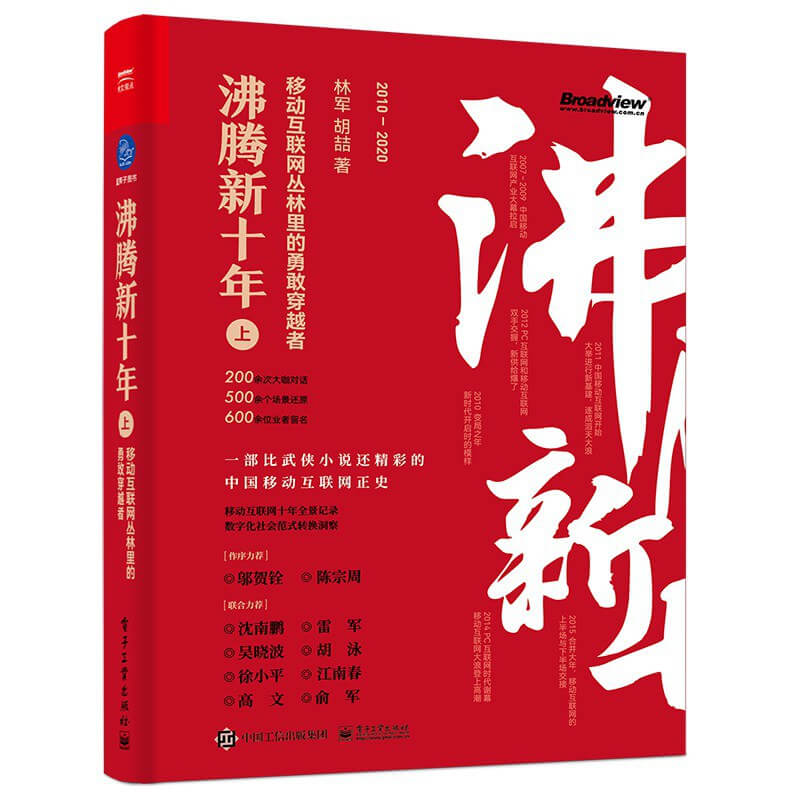 Broadview
www.broadview.com.cn
2010-2020
林军 胡喆 著
移动互联网丛林里的勇敢穿越者
沸腾新十年
上
200余次大咖对话
500余个场景还原
600余位业者留名
一部比武侠小说还精彩的
中国移动互联网正史
移动互联网十年全景记录
数字化社会范式转换洞察
[作序力荐]
邬贺铨 陈宗周
[联合力荐]
沈南鹏 雷军
吴晓波 胡泳
徐小平 江南春
高文 俞军
中国工信出版集团 电子工业出版社
沸
新
2007-2009 中国移动
互联网产业大幕拉启
2012 PC互联网和移动互联网
双手交握，新供给爆了
2011 中国移动互联网开始
大举进行新基建，遂成滔天大浪
2010 变局之年
新时代开启时的模样
2014 PC互联网时代谢幕
移动互联网大浪登上高潮
2015 合并大年，移动互联网的
上半场与下半场交接
Broadview
沸腾新十年
上
移动互联网丛林里的
勇敢穿越者
电子工业出版社